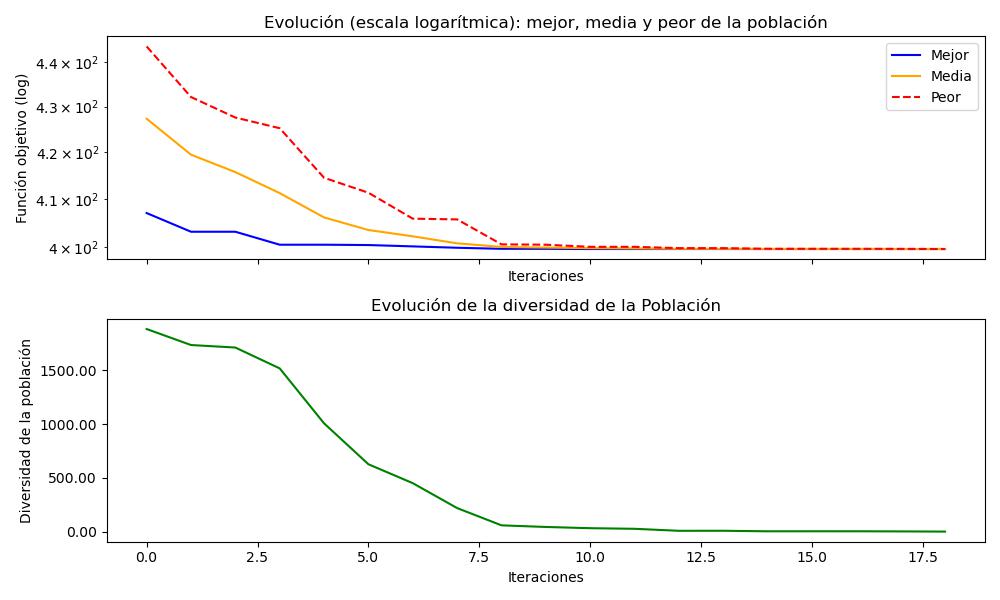 Evolución (escala logarítmica): mejor, media y peor de la población
Función objetivo (log)
4.4 × 10²
4.3 × 10²
4.2 × 10²
4.1 × 10²
4 × 10²
Mejor
Media
Peor
Iteraciones
Evolución de la diversidad de la Población
Diversidad de la población
1500.00
1000.00
500.00
0.00
0.0 2.5 5.0 7.5 10.0 12.5 15.0 17.5
Iteraciones